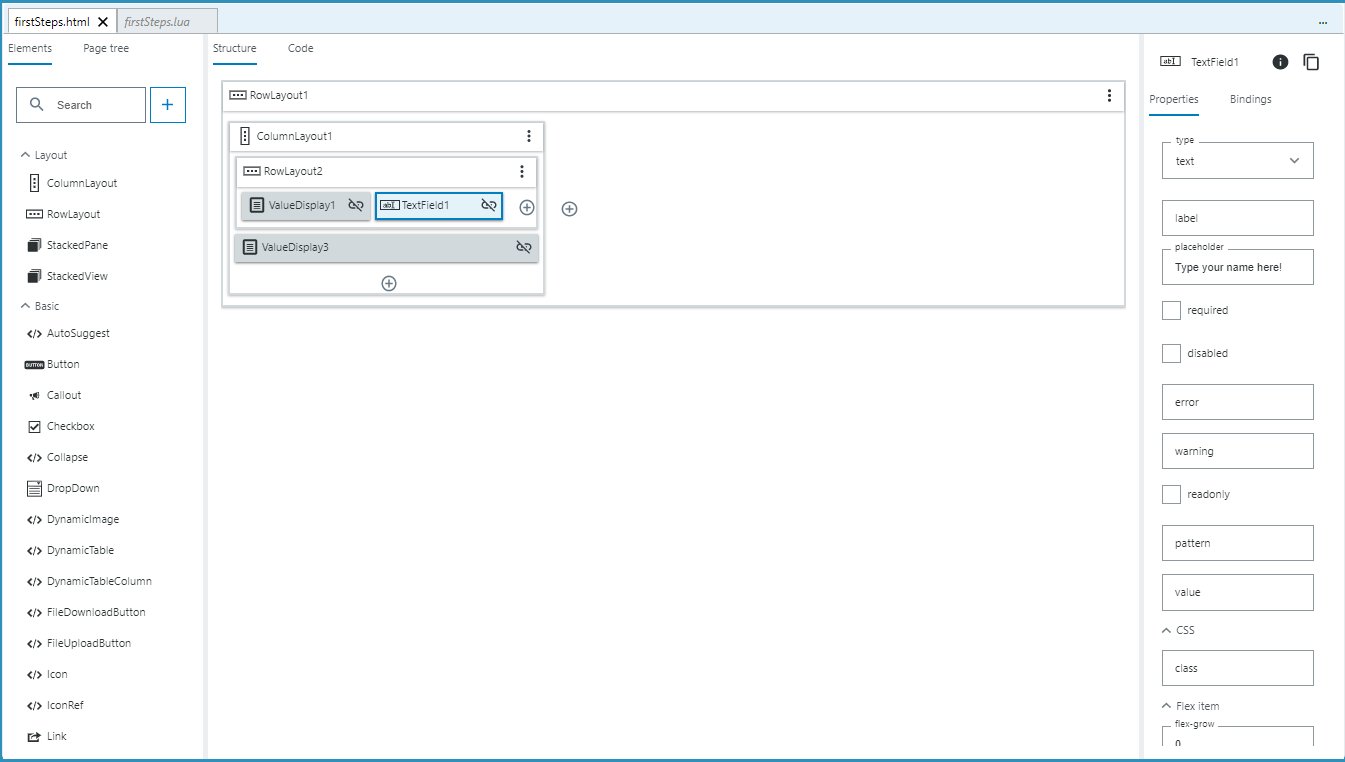 firstSteps.html
firstSteps.lua
...
Elements
Page tree
Search
Layout
ColumnLayout
RowLayout
StackedPane
StackedView
Basic
AutoSuggest
BUTTON
Button
Callout
Checkbox
Collapse
DropDown
DynamicImage
DynamicTable
DynamicTableColumn
FileDownloadButton
FileUploadButton
Icon
IconRef
Link
Structure
Code
RowLayout1
ColumnLayout1
RowLayout2
ValueDisplay1
abI
TextField1
ValueDisplay3
abI
TextField1
Properties
Bindings
type
text
label
placeholder
Type your name here!
required
disabled
error
warning
readonly
pattern
value
CSS
class
Flex item
flex-grow
0